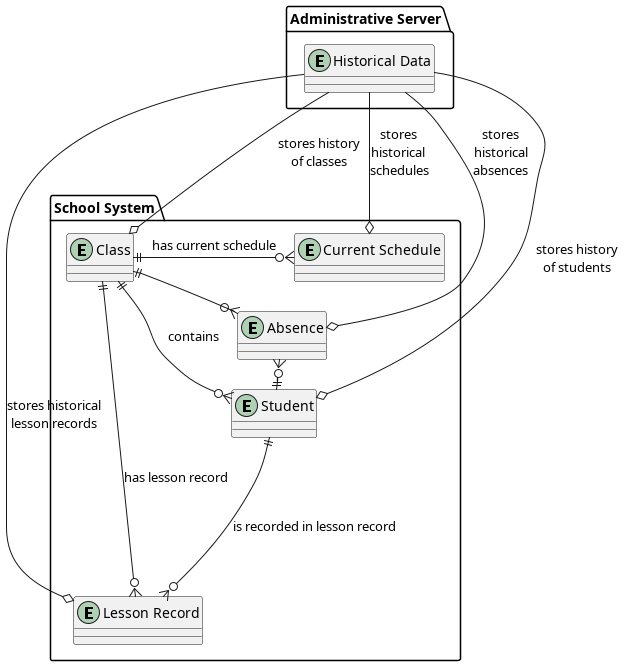 Administrative Server
E Historical Data
stores history
of classes
stores
historical
schedules
stores
historical
absences
stores history
of students
School System
E Class
has current schedule
E Current Schedule
E Absence
contains
E Student
stores historical
lesson records
has lesson record
is recorded in lesson record
E Lesson Record